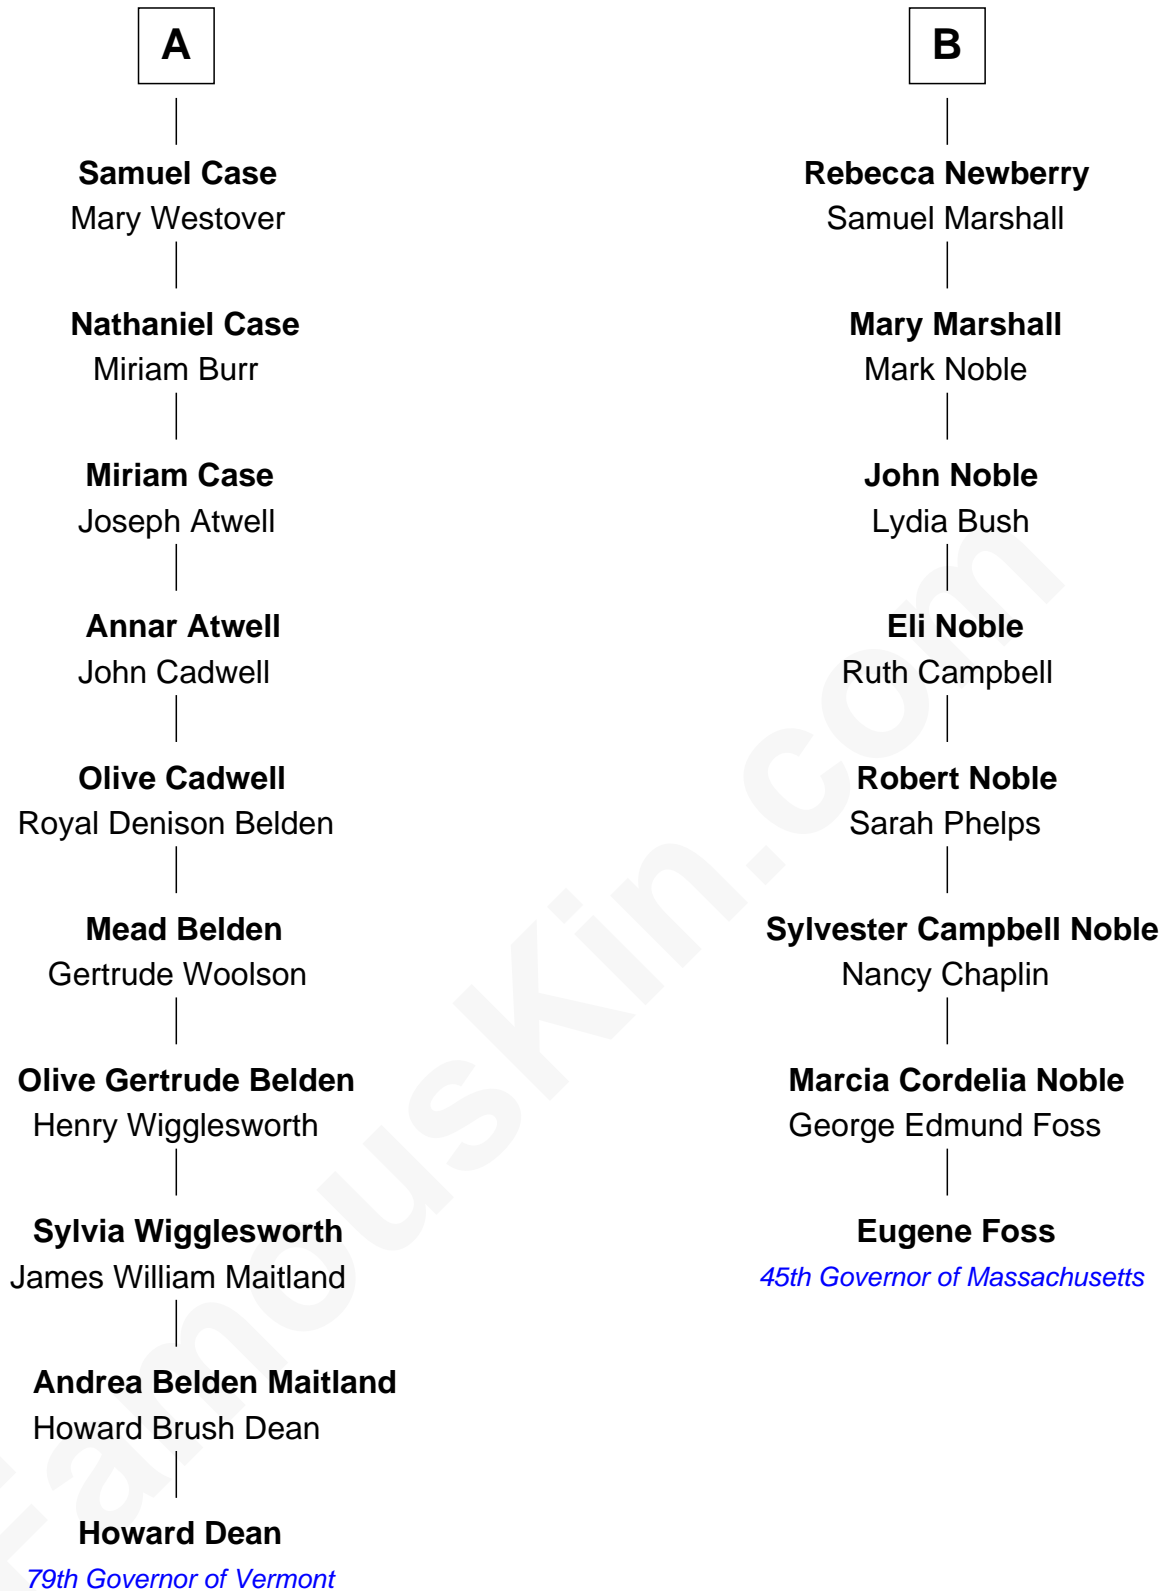 A
Samuel Case
Mary Westover
Nathaniel Case
Miriam Burr
Miriam Case
Joseph Atwell
Annar Atwell
John Cadwell
Olive Cadwell
Royal Denison Belden
Mead Belden
Gertrude Woolson
Olive Gertrude Belden
Henry Wigglesworth
Sylvia Wigglesworth
James William Maitland
Andrea Belden Maitland
Howard Brush Dean
Howard Dean
79th Governor of Vermont
B
Rebecca Newberry
Samuel Marshall
Mary Marshall
Mark Noble
John Noble
Lydia Bush
Eli Noble
Ruth Campbell
Robert Noble
Sarah Phelps
Sylvester Campbell Noble
Nancy Chaplin
Marcia Cordelia Noble
George Edmund Foss
Eugene Foss
45th Governor of Massachusetts
FamousKin.com